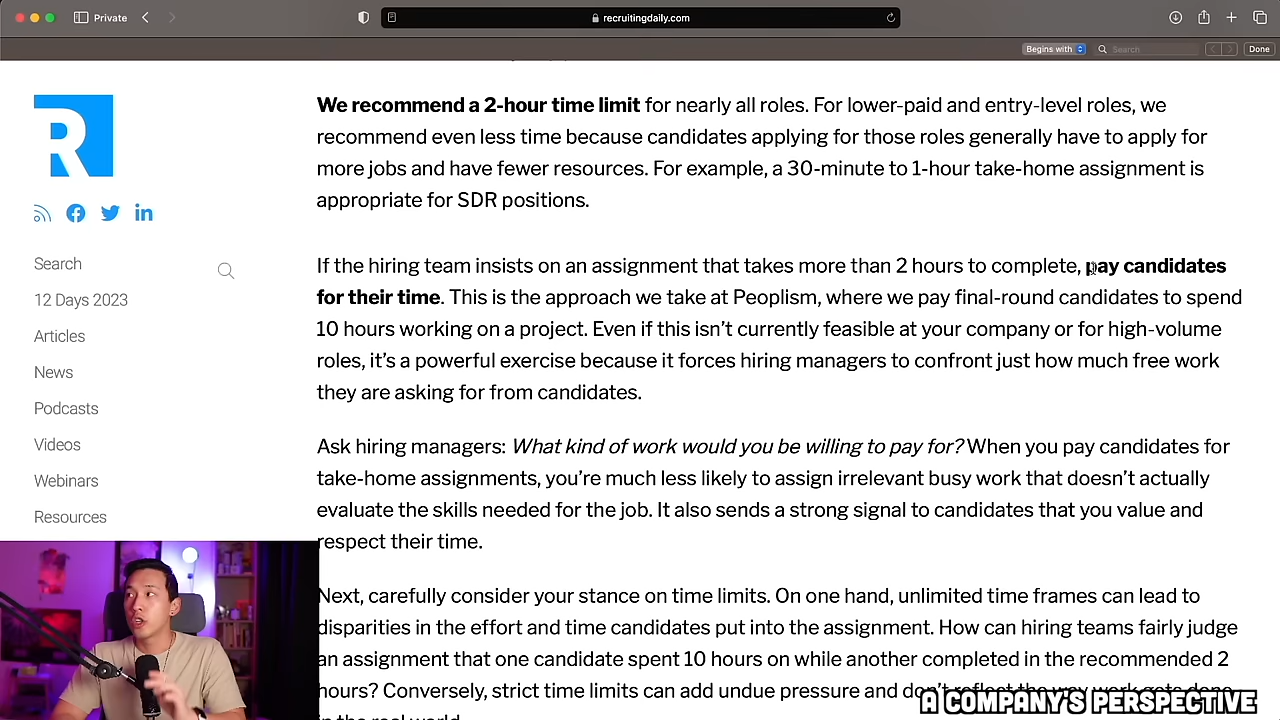 Private
recruitingdaily.com
Begins with
Search
Done
R
We recommend a 2-hour time limit for nearly all roles. For lower-paid and entry-level roles, we
recommend even less time because candidates applying for those roles generally have to apply for
more jobs and have fewer resources. For example, a 30-minute to 1-hour take-home assignment is
appropriate for SDR positions.
Search
12 Days 2023
Articles
News
Podcasts
Videos
Webinars
Resources
If the hiring team insists on an assignment that takes more than 2 hours to complete, pay candidates
for their time. This is the approach we take at Peoplism, where we pay final-round candidates to spend
10 hours working on a project. Even if this isn’t currently feasible at your company or for high-volume
roles, it’s a powerful exercise because it forces hiring managers to confront just how much free work
they are asking for from candidates.
Ask hiring managers: What kind of work would you be willing to pay for? When you pay candidates for
take-home assignments, you’re much less likely to assign irrelevant busy work that doesn’t actually
evaluate the skills needed for the job. It also sends a strong signal to candidates that you value and
respect their time.
Next, carefully consider your stance on time limits. On one hand, unlimited time frames can lead to
disparities in the effort and time candidates put into the assignment. How can hiring teams fairly judge
an assignment that one candidate spent 10 hours on while another completed in the recommended 2
hours? Conversely, strict time limits can add undue pressure and don’t reflect the way work gets done
in the real world.
A COMPANY'S PERSPECTIVE